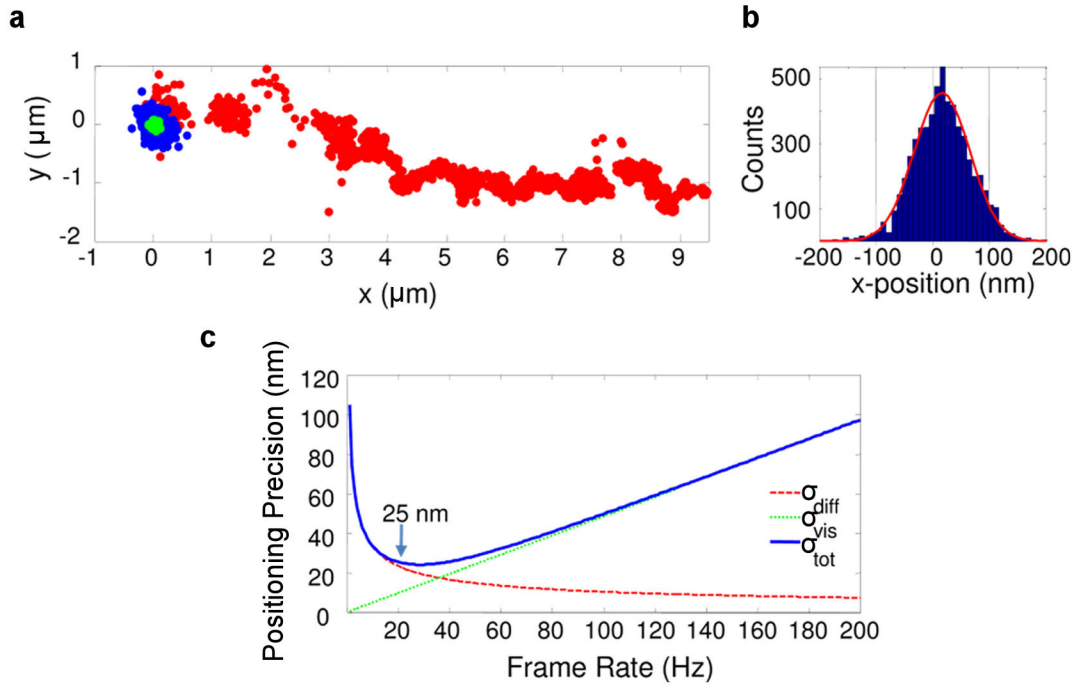 a
y ( μm)
1
0
-1
-2
-1 0 1 2 3 4 5 6 7 8 9
x (μm)
b
Counts
500
300
100
-200 -100 0 100 200
x-position (nm)
c
Positioning Precision (nm)
120
100
80
60
40
20
0
25 nm
σdiff
σvis
σtot
20 40 60 80 100 120 140 160 180 200
Frame Rate (Hz)